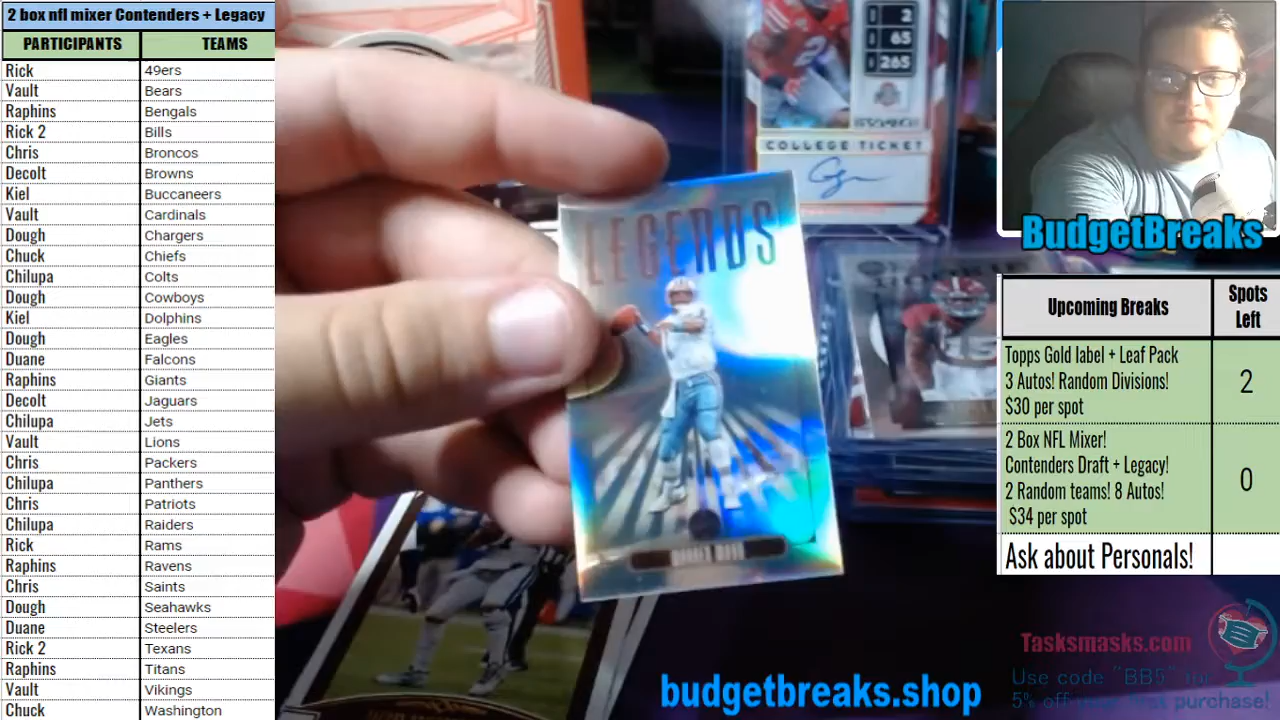 2 box nfl mixer Contenders + Legacy
PARTICIPANTS TEAMS
Rick 49ers
Vault Bears
Raphins Bengals
Rick 2 Bills
Chris Broncos
Decolt Browns
Kiel Buccaneers
Vault Cardinals
Dough Chargers
Chuck Chiefs
Chilupa Colts
Dough Cowboys
Kiel Dolphins
Dough Eagles
Duane Falcons
Raphins Giants
Decolt Jaguars
Chilupa Jets
Vault Lions
Chris Packers
Chilupa Panthers
Chris Patriots
Chilupa Raiders
Rick Rams
Raphins Ravens
Chris Saints
Dough Seahawks
Duane Steelers
Rick 2 Texans
Raphins Titans
Vault Vikings
Chuck Washington
2
65
265
COLLEGE TICKET
LEGENDS
BudgetBreaks
Upcoming Breaks Spots Left
Topps Gold label + Leaf Pack
3 Autos! Random Divisions!
$30 per spot
2
2 Box NFL Mixer!
Contenders Draft + Legacy!
2 Random teams! 8 Autos!
$34 per spot
0
Ask about Personals!
Tasksmasks.com
Use code "BB5" for
5% off your first purchase!
budgetbreaks.shop